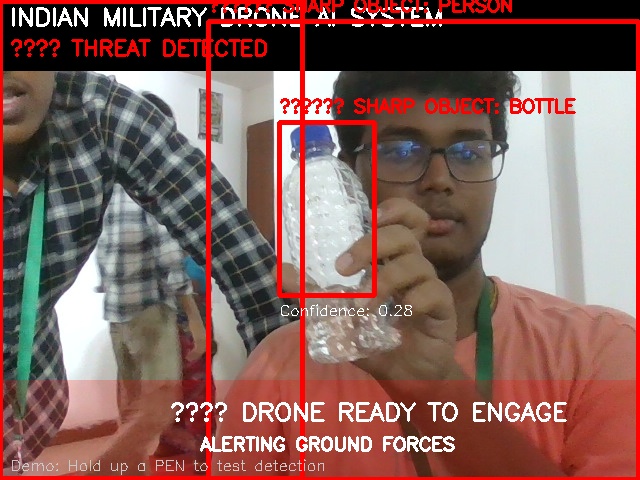 ????? SHARP OBJECT: PERSON
INDIAN MILITARY DRONE AI SYSTEM
???? THREAT DETECTED
?????? SHARP OBJECT: BOTTLE
Confidence: 0.28
???? DRONE READY TO ENGAGE
ALERTING GROUND FORCES
Demo: Hold up a PEN to test detection